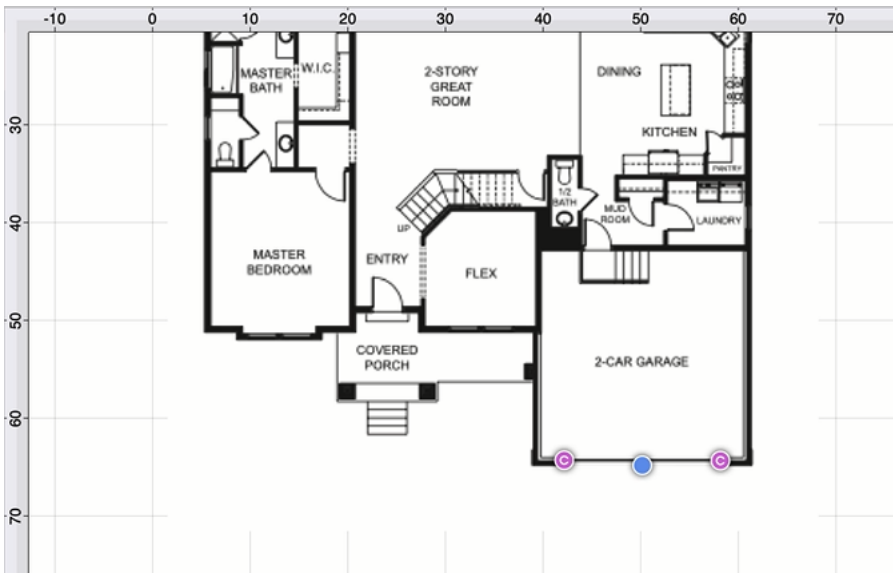 -10 0 10 20 30 40 50 60 70
30
40
50
60
70
MASTER
BATH
W.I.C.
2-STORY
GREAT
ROOM
DINING
KITCHEN
PANTRY
1/2
BATH
MUD
ROOM
LAUNDRY
UP
MASTER
BEDROOM
ENTRY
FLEX
COVERED
PORCH
2-CAR GARAGE
C
C